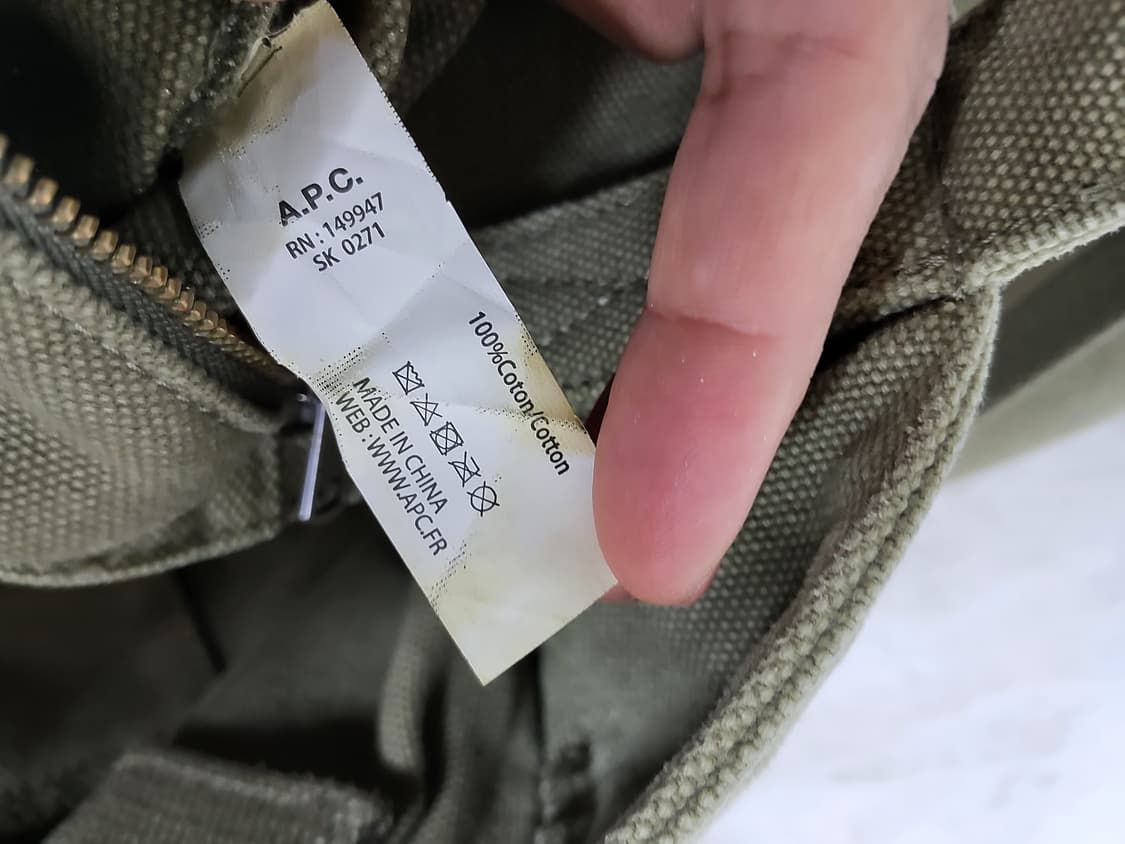 A.P.C.
RN : 149947
SK 0271
100%Coton/Cotton
MADE IN CHINA
WEB : WWW.APC.FR